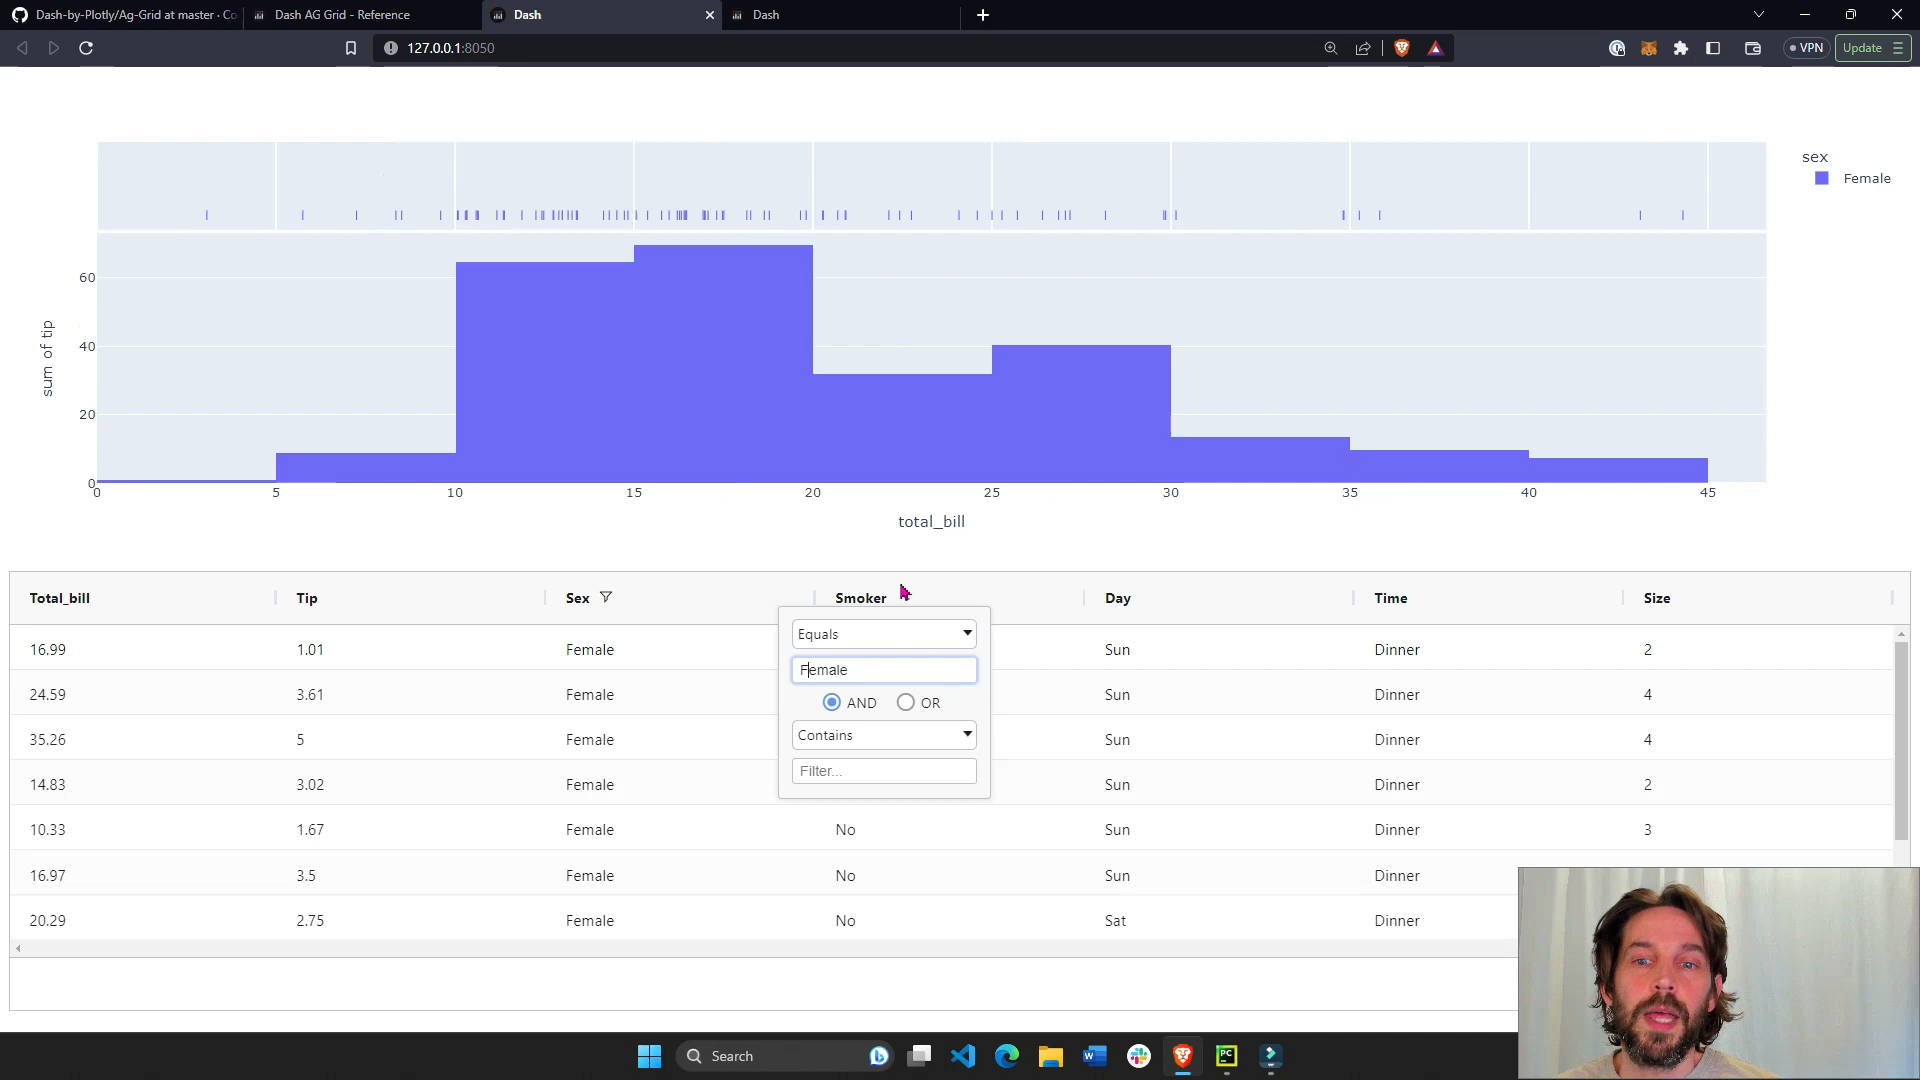 Dash-by-Plotly/Ag-Grid at master · Co
Dash AG Grid - Reference
Dash
Dash
127.0.0.1:8050
VPN
Update
sex
Female
60
40
20
0
sum of tip
0 5 10 15 20 25 30 35 40 45
total_bill
Total_bill Tip Sex Smoker Day Time Size
16.99 1.01 Female Sun Dinner 2
24.59 3.61 Female Sun Dinner 4
35.26 5 Female Sun Dinner 4
14.83 3.02 Female Sun Dinner 2
10.33 1.67 Female No Sun Dinner 3
16.97 3.5 Female No Sun Dinner
20.29 2.75 Female No Sat Dinner
Equals
Female
AND OR
Contains
Filter...
Search